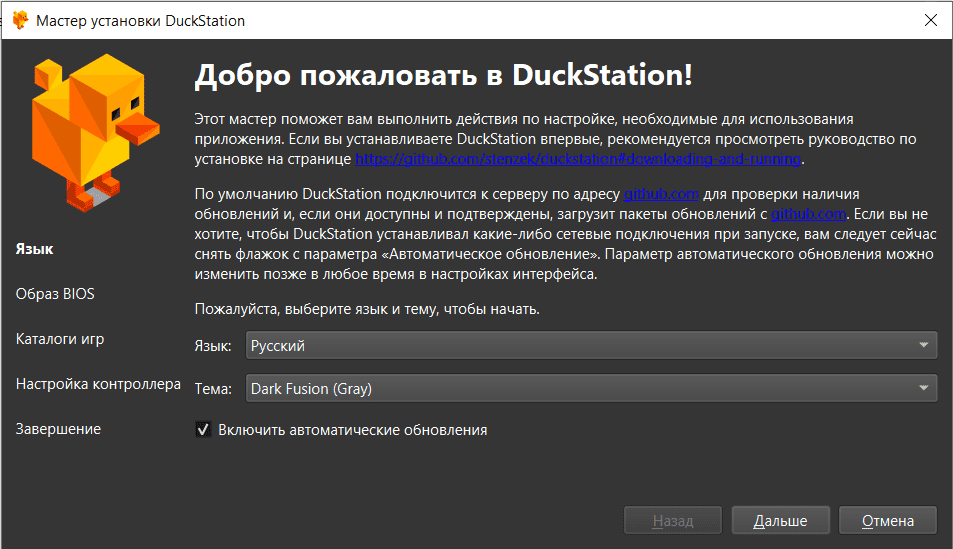 Мастер установки DuckStation
Добро пожаловать в DuckStation!
Этот мастер поможет вам выполнить действия по настройке, необходимые для использования
приложения. Если вы устанавливаете DuckStation впервые, рекомендуется просмотреть руководство по
установке на странице https://github.com/stenzek/duckstation#downloading-and-running.
По умолчанию DuckStation подключится к серверу по адресу github.com для проверки наличия
обновлений и, если они доступны и подтверждены, загрузит пакеты обновлений с github.com. Если вы не
хотите, чтобы DuckStation устанавливал какие-либо сетевые подключения при запуске, вам следует сейчас
снять флажок с параметра «Автоматическое обновление». Параметр автоматического обновления можно
изменить позже в любое время в настройках интерфейса.
Пожалуйста, выберите язык и тему, чтобы начать.
Язык
Образ BIOS
Каталоги игр
Настройка контроллера
Завершение
Язык: Русский
Тема: Dark Fusion (Gray)
Включить автоматические обновления
Назад Дальше Отмена